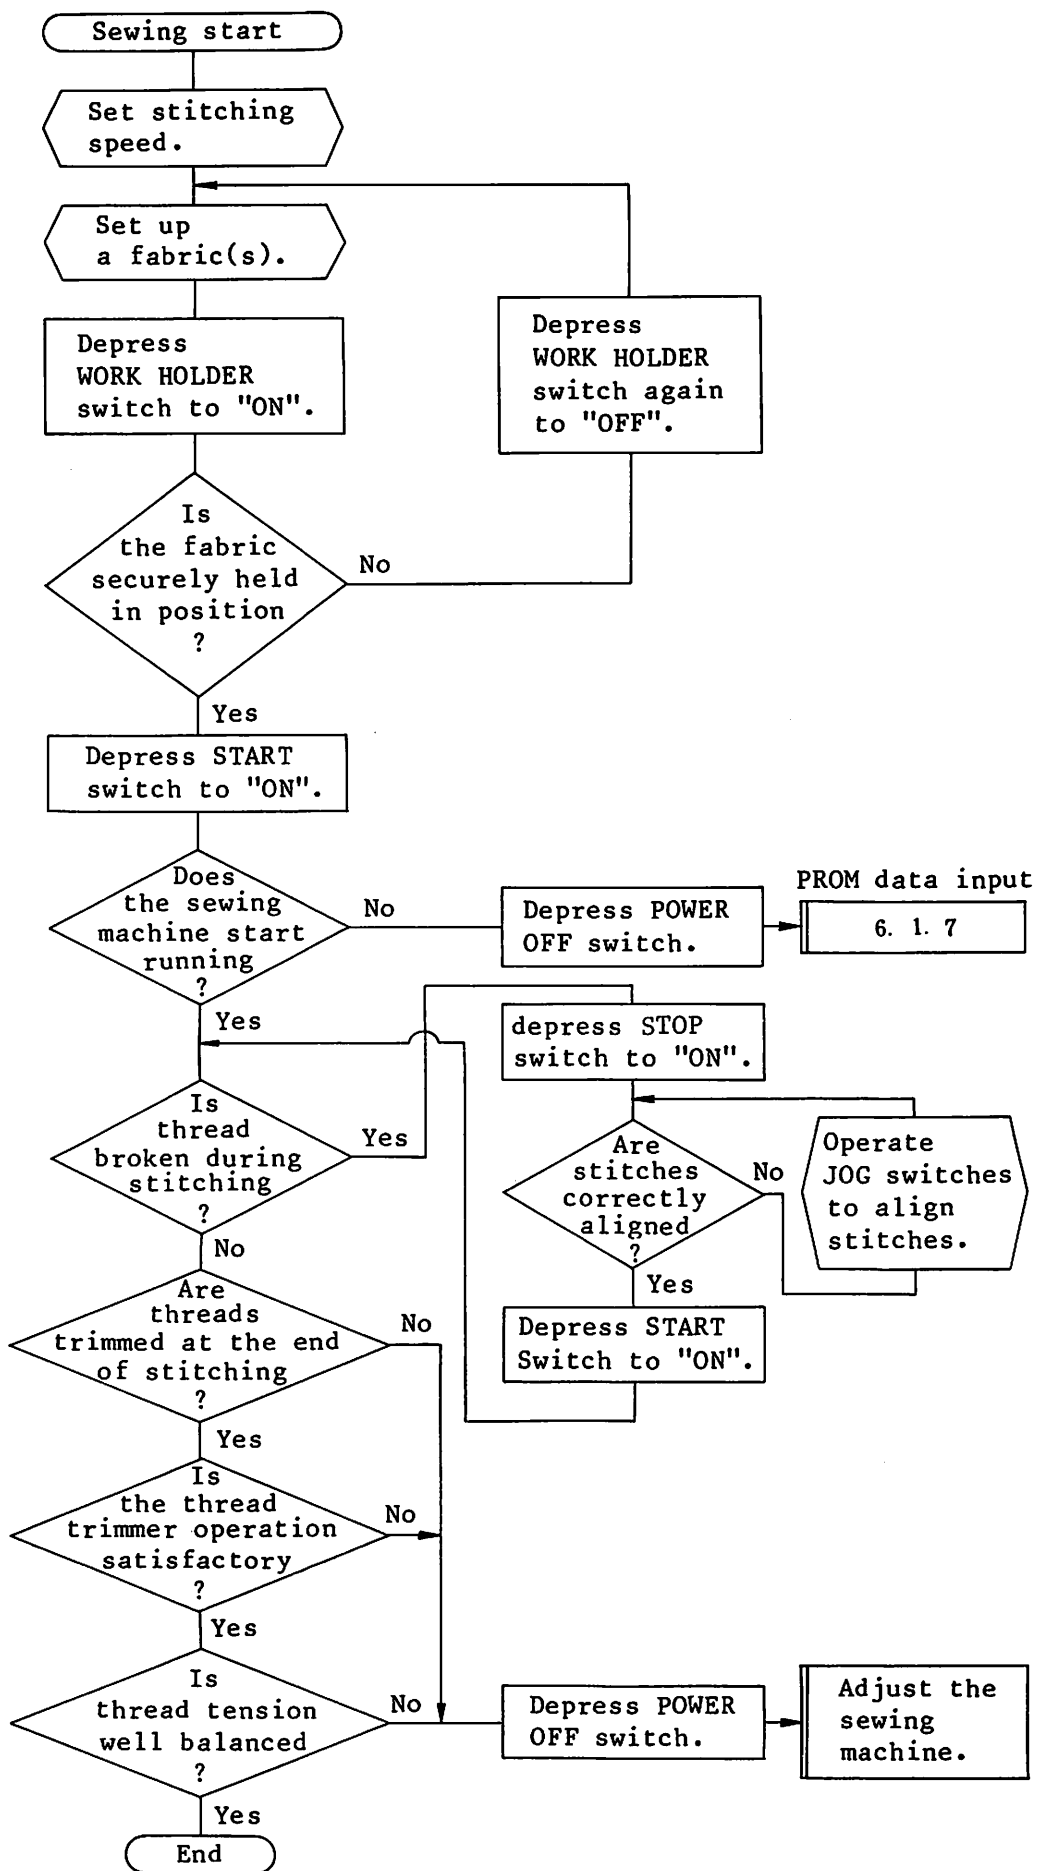 Sewing start
Set stitching
speed.
Set up
a fabric(s).
Depress
WORK HOLDER
switch to "ON".
Depress
WORK HOLDER
switch again
to "OFF".
Is
the fabric
securely held
in position
?
No
Yes
Depress START
switch to "ON".
Does
the sewing
machine start
running
?
No
Depress POWER
OFF switch.
PROM data input
6. 1. 7
Yes
depress STOP
switch to "ON".
Is
thread
broken during
stitching
?
Yes
Are
stitches
correctly
aligned
?
No
Operate
JOG switches
to align
stitches.
Yes
Depress START
Switch to "ON".
No
Are
threads
trimmed at the end
of stitching
?
No
Yes
Is
the thread
trimmer operation
satisfactory
?
No
Yes
Is
thread tension
well balanced
?
No
Depress POWER
OFF switch.
Adjust the
sewing
machine.
Yes
End